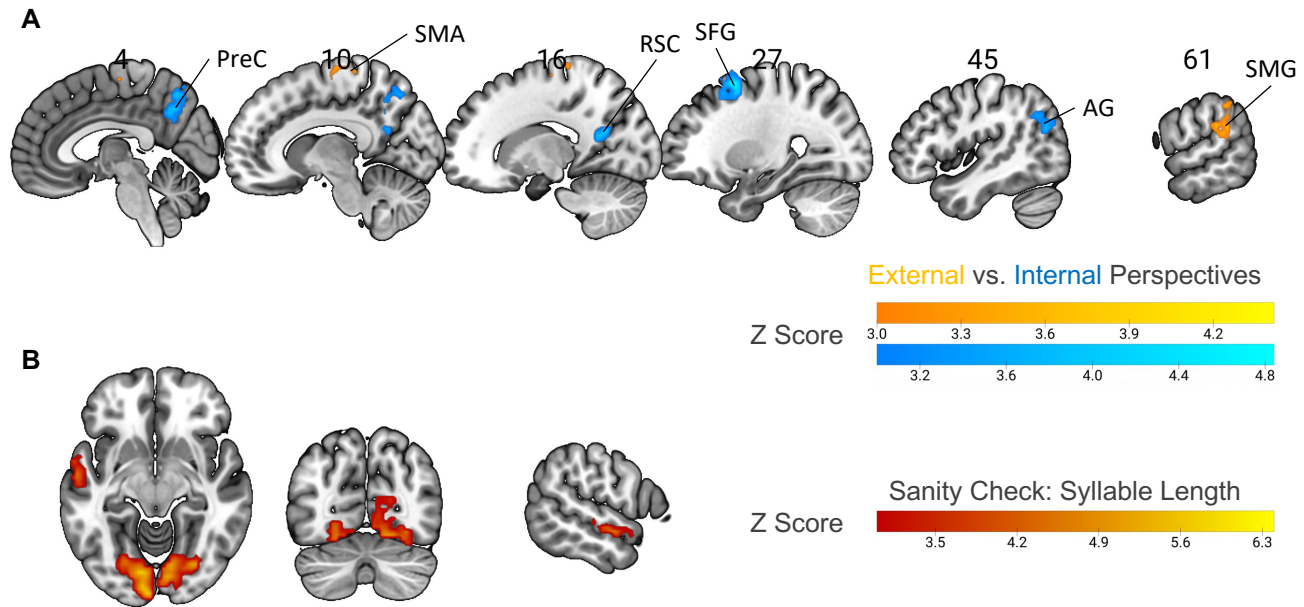 A
4 10 16 27 45 61
PreC SMA RSC SFG AG SMG
External vs. Internal Perspectives
Z Score
3.0 3.3 3.6 3.9 4.2
3.2 3.6 4.0 4.4 4.8
B
Sanity Check: Syllable Length
Z Score
3.5 4.2 4.9 5.6 6.3